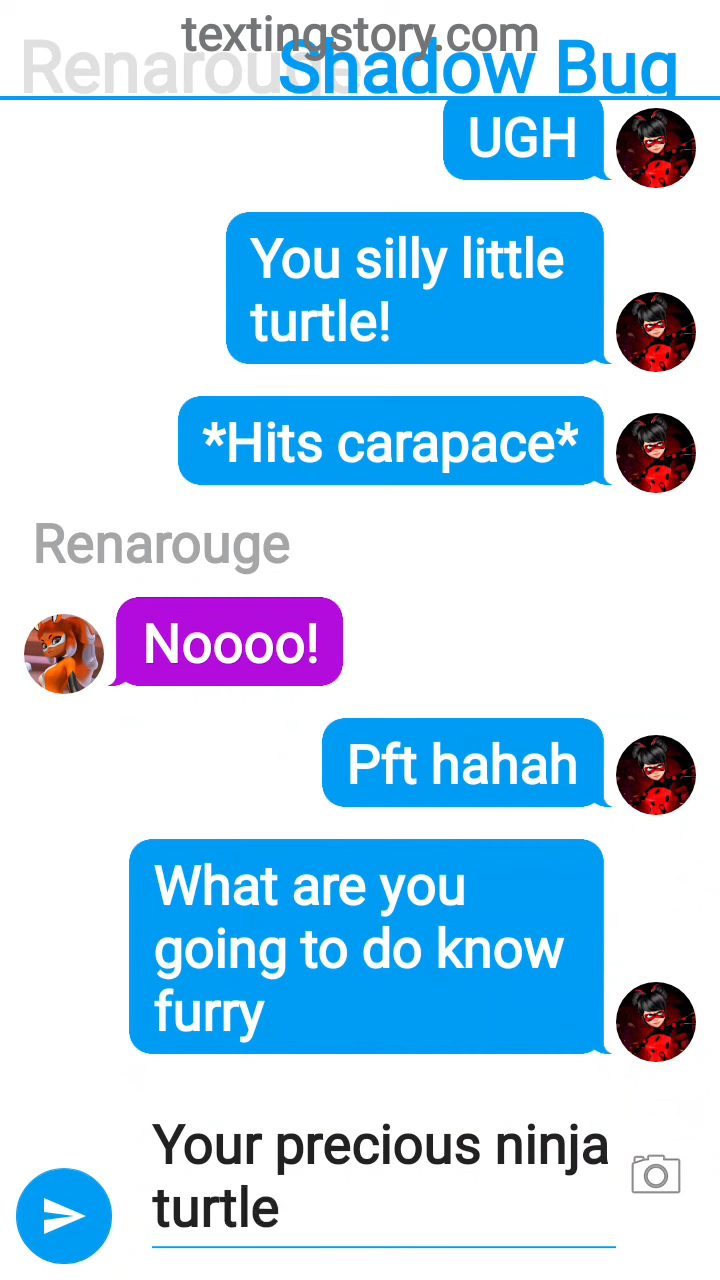 textingstory.com
Renarouge
Shadow Bug
UGH
You silly little
turtle!
*Hits carapace*
Renarouge
Noooo!
Pft hahah
What are you
going to do know
furry
Your precious ninja
turtle